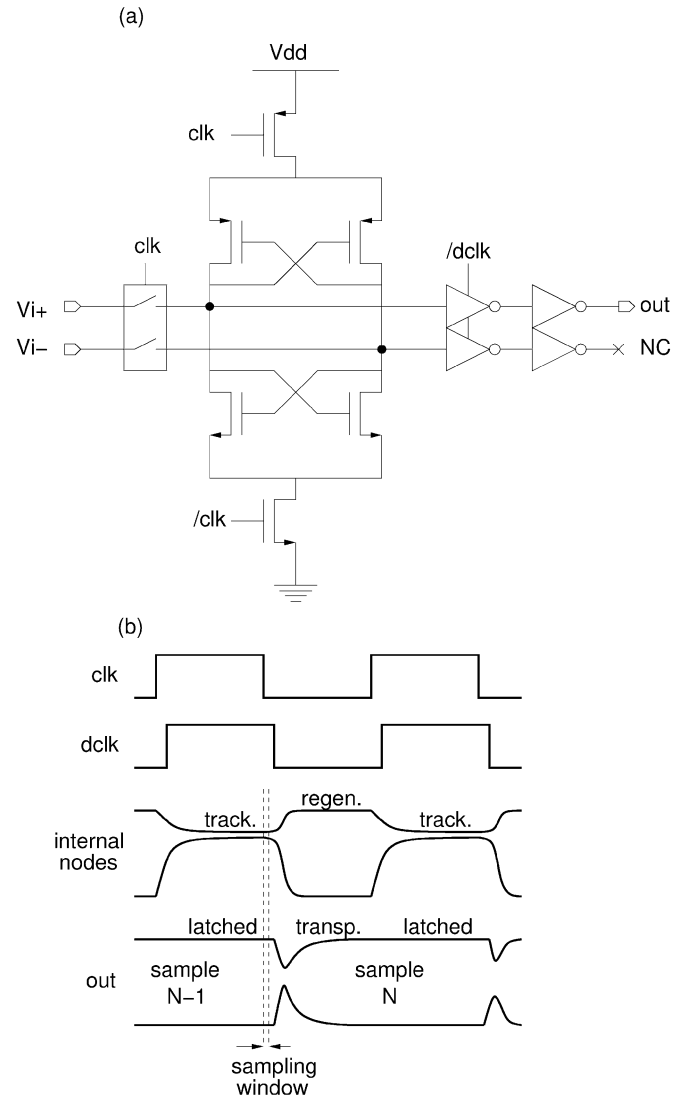 (a)
Vdd
clk
clk
/dclk
Vi+
out
Vi−
NC
/clk
(b)
clk
dclk
regen.
track.
track.
internal
nodes
latched
transp.
latched
sample
N−1
sample
N
out
sampling
window